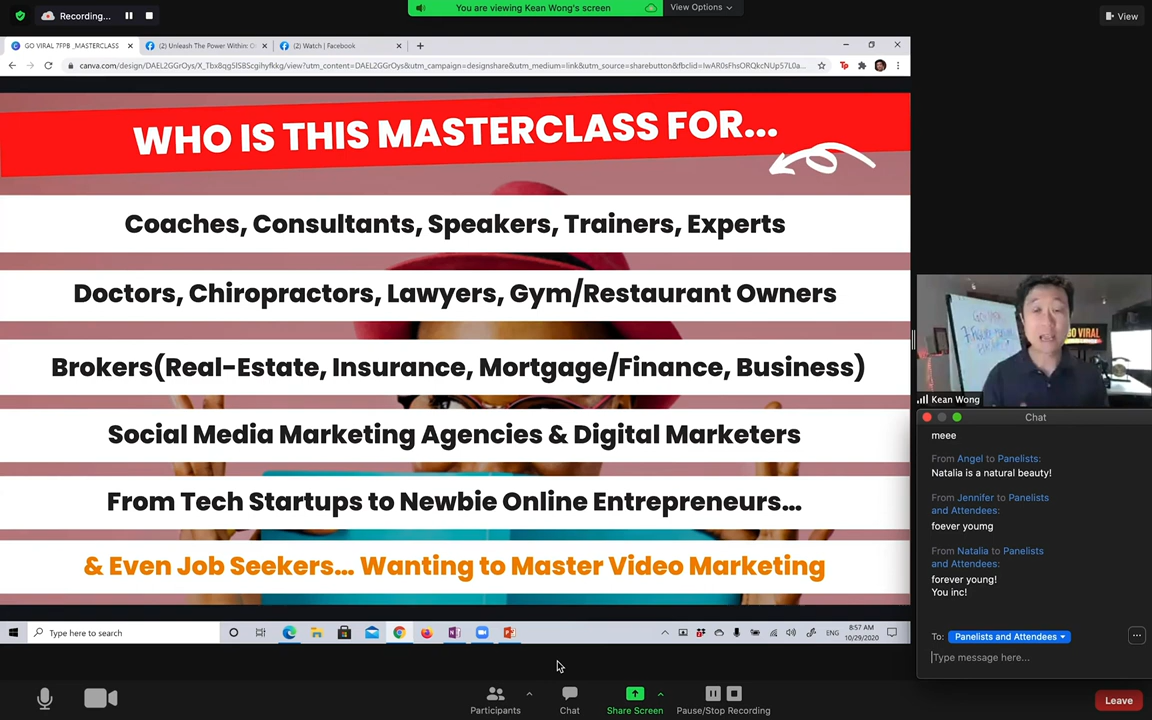 Recording...
You are viewing Kean Wong's screen
View Options
View
GO VIRAL 7FPB _MASTERCLASS
(2) Unleash The Power Within: O
(2) Watch | Facebook
WHO IS THIS MASTERCLASS FOR...
Coaches, Consultants, Speakers, Trainers, Experts
Doctors, Chiropractors, Lawyers, Gym/Restaurant Owners
Brokers(Real-Estate, Insurance, Mortgage/Finance, Business)
Social Media Marketing Agencies & Digital Marketers
From Tech Startups to Newbie Online Entrepreneurs...
& Even Job Seekers... Wanting to Master Video Marketing
GO VIRAL
Kean Wong
Chat
meee
From Angel to Panelists:
Natalia is a natural beauty!
From Jennifer to Panelists
and Attendees:
foever youmg
From Natalia to Panelists
and Attendees:
forever young!
You inc!
To: Panelists and Attendees
Type message here...
Type here to search
ENG
8:57 AM
10/29/2020
Participants
Chat
Share Screen
Pause/Stop Recording
Leave